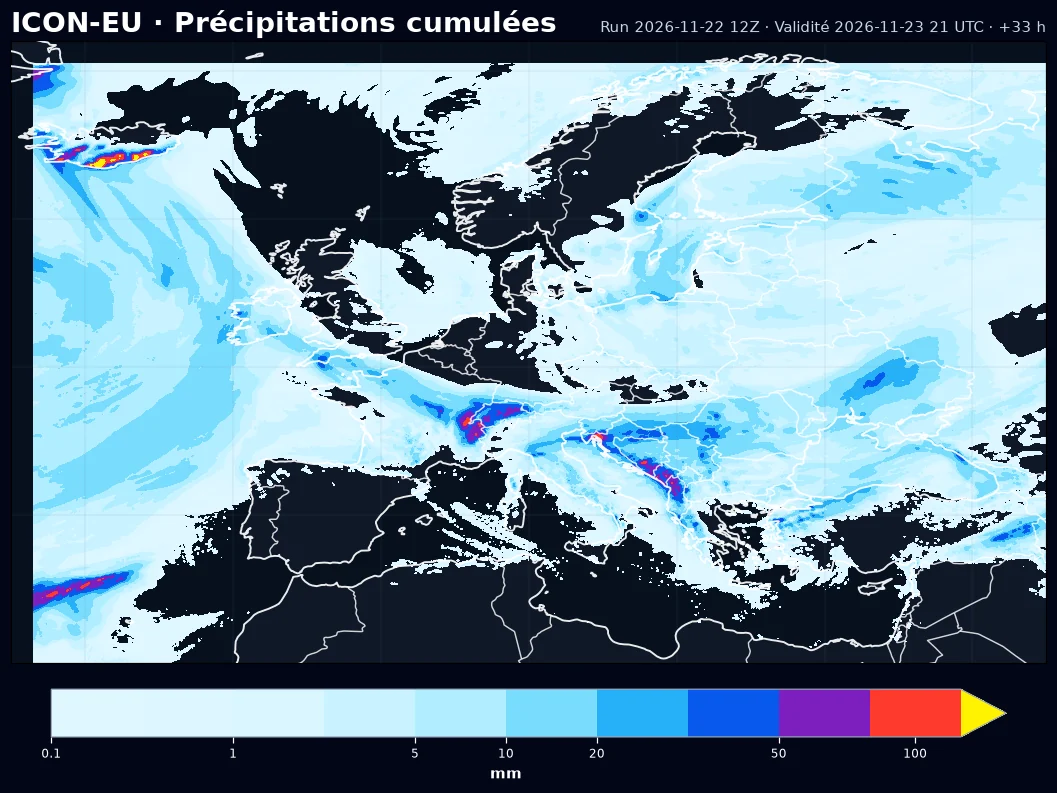 ICON-EU · Précipitations cumulées
Run 2026-11-22 12Z · Validité 2026-11-23 21 UTC · +33 h
0.1 1 5 10 20 50 100
mm